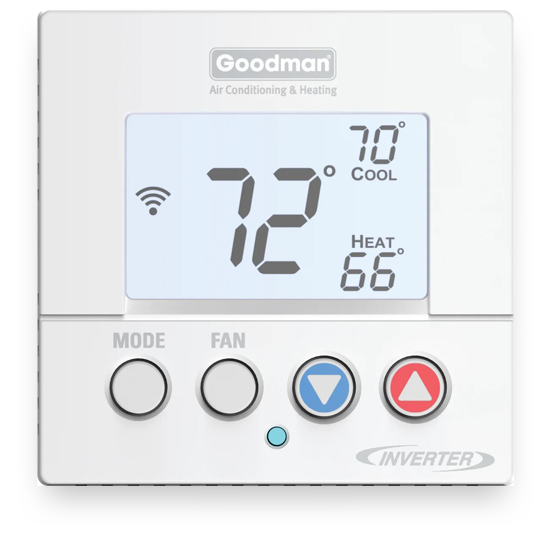 Goodman
Air Conditioning & Heating
70°
COOL
72°
HEAT
66°
MODE FAN
INVERTER